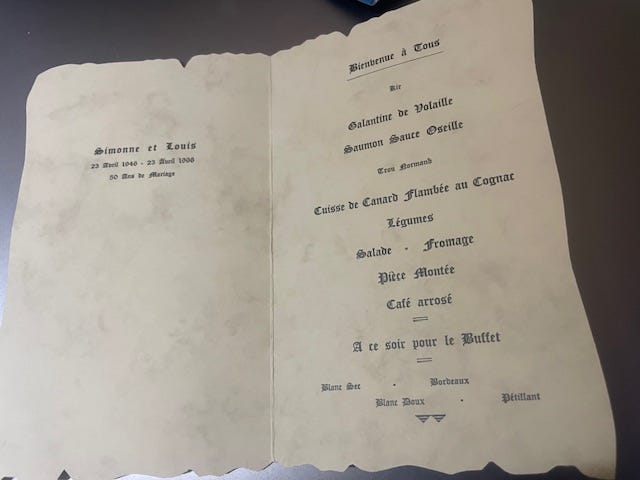 Simonne et Louis
23 Avril 1946 - 23 Avril 1996
50 Ans de Mariage
Bienvenue à Tous
Kir
Galantine de Volaille
Saumon Sauce Oseille
Trou Normand
Cuisse de Canard Flambée au Cognac
Légumes
Salade - Fromage
Pièce Montée
Café arrosé
A ce soir pour le Buffet
Blanc Sec - Bordeaux
Blanc Doux - Pétillant